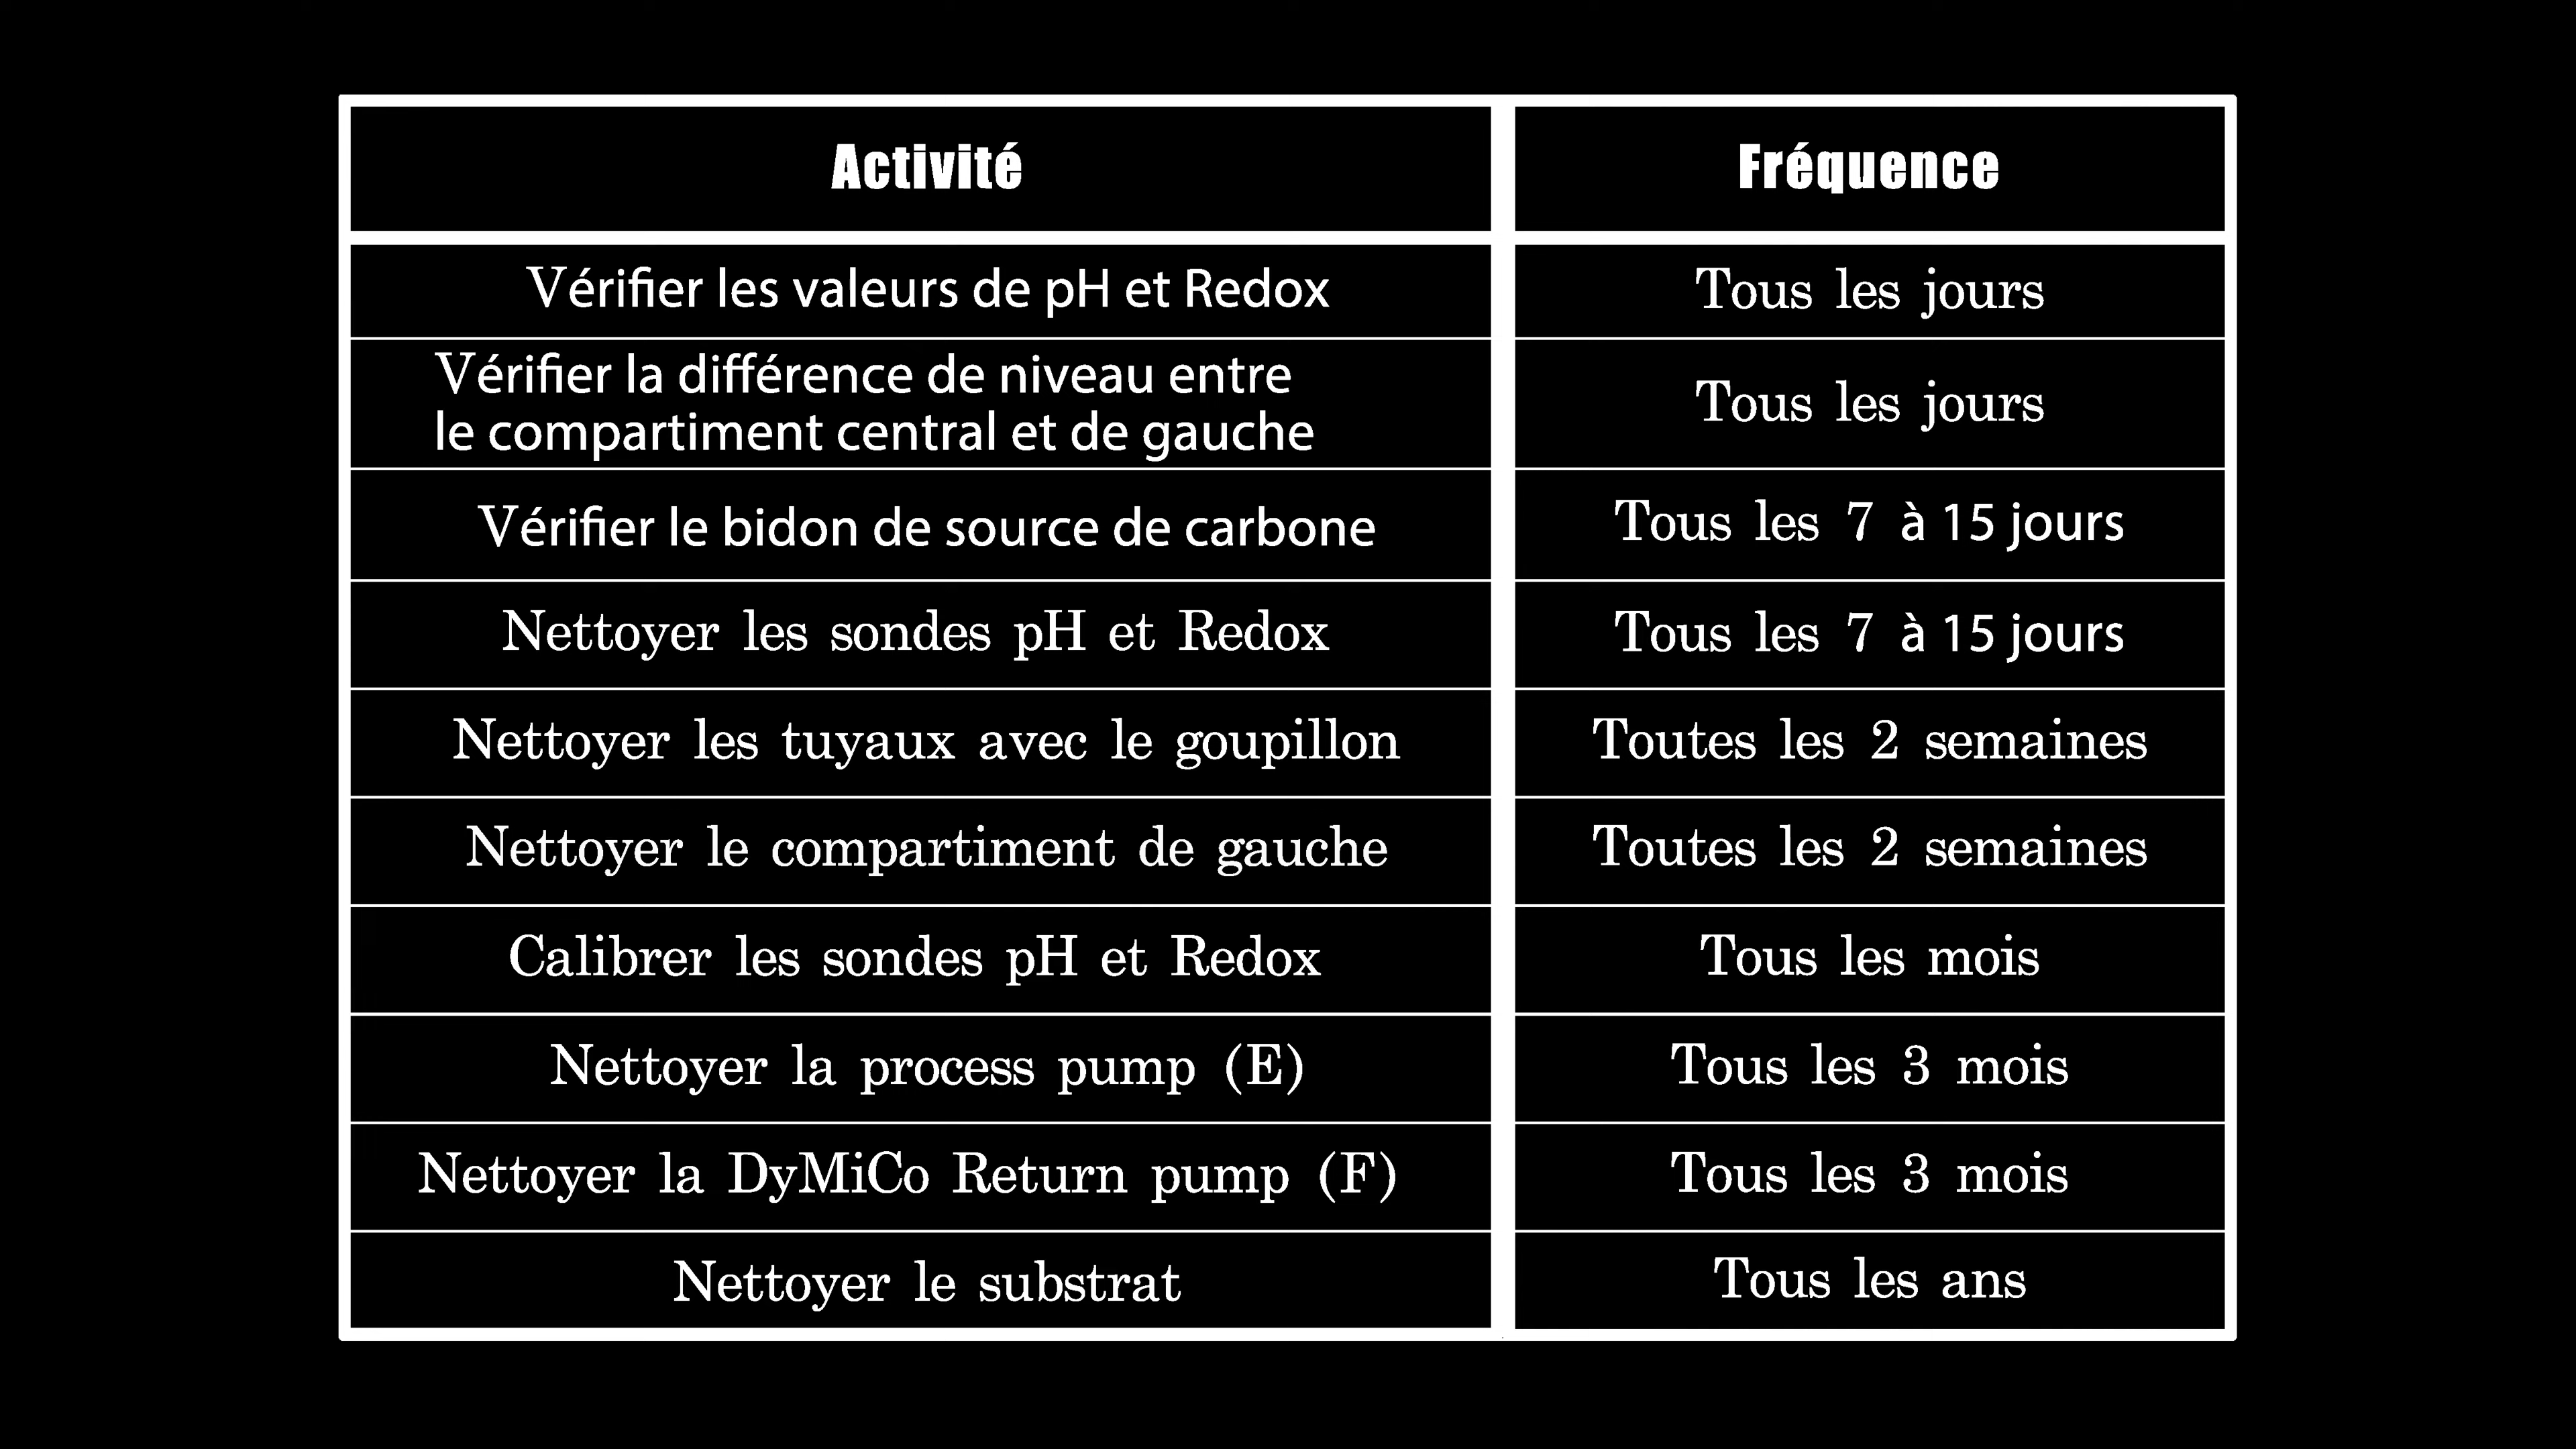 Activité
Fréquence
Vérifier les valeurs de pH et Redox
Tous les jours
Vérifier la différence de niveau entre
le compartiment central et de gauche
Tous les jours
Vérifier le bidon de source de carbone
Tous les 7 à 15 jours
Nettoyer les sondes pH et Redox
Tous les 7 à 15 jours
Nettoyer les tuyaux avec le goupillon
Toutes les 2 semaines
Nettoyer le compartiment de gauche
Toutes les 2 semaines
Calibrer les sondes pH et Redox
Tous les mois
Nettoyer la process pump (E)
Tous les 3 mois
Nettoyer la DyMiCo Return pump (F)
Tous les 3 mois
Nettoyer le substrat
Tous les ans